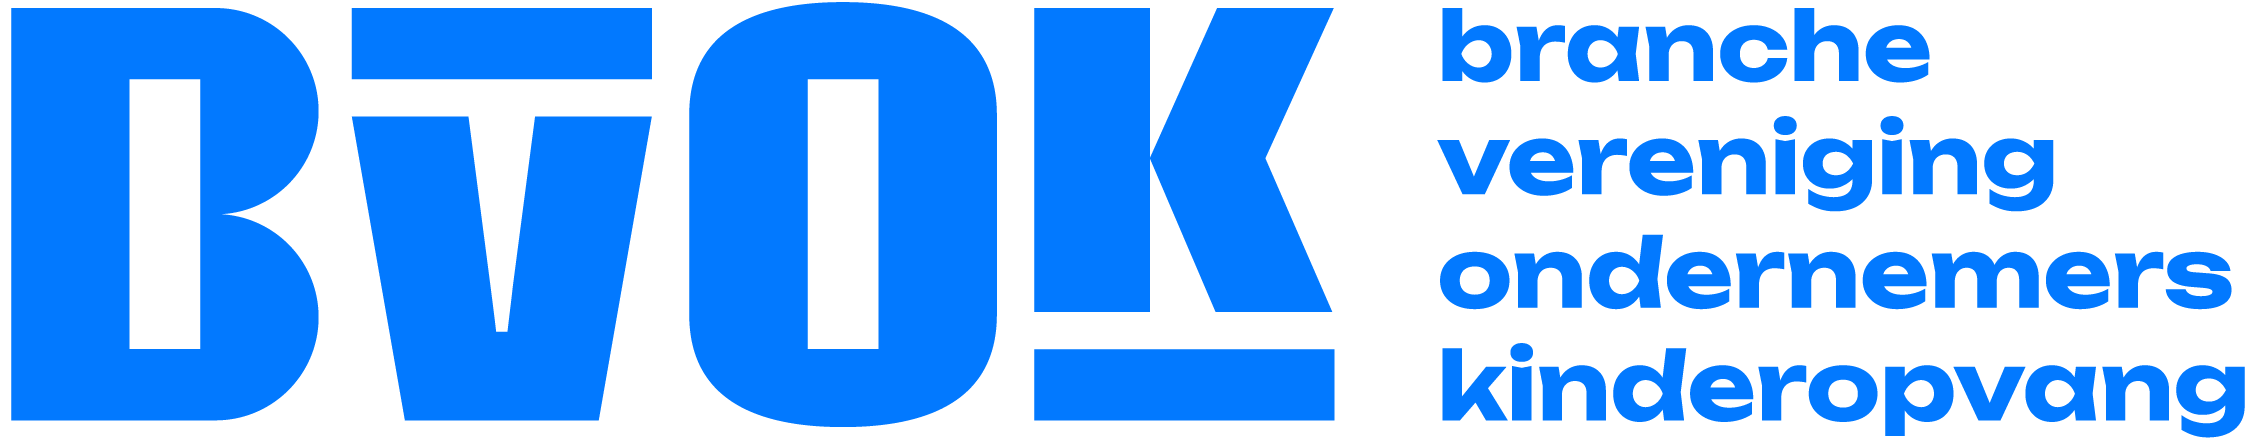 BVOK
branche
vereniging
ondernemers
kinderopvang